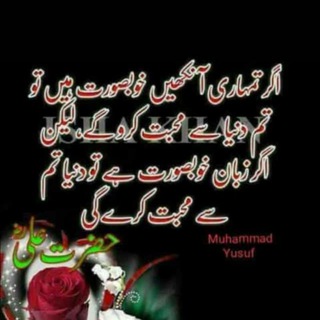 اگر تمہاری آنکھیں خوبصورت ہیں تو
تم دنیا سے محبت کرو گے، لیکن
اگر زبان خوبصورت ہے تو دنیا تم
سے محبت کرے گی
حضرت علیؓ
Muhammad
Yusuf